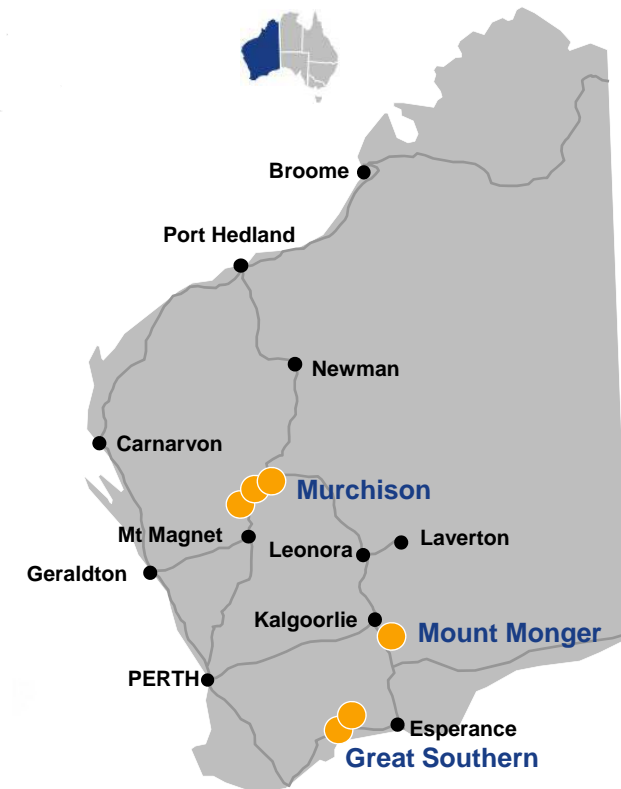 Broome
Port Hedland
Newman
Carnarvon
Murchison
Mt Magnet
Laverton
Leonora
Geraldton
Kalgoorlie
Mount Monger
PERTH
Esperance
Great Southern